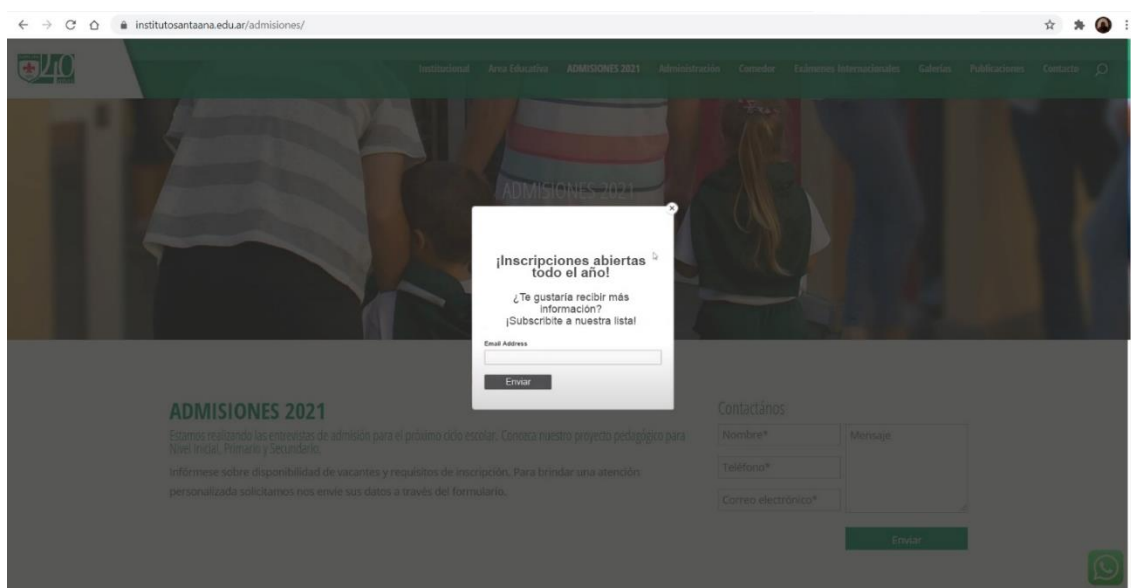 institutosantaana.edu.ar/admisiones/
40
Institucional Area Educativa ADMISIONES 2021 Administración Comedor Exámenes Internacionales Galerías Publicaciones Contacto
ADMISIONES 2021
¡Inscripciones abiertas
todo el año!
¿Te gustaría recibir más
información?
¡Subscribite a nuestra lista!
Email Address
Enviar
ADMISIONES 2021
Estamos realizando las entrevistas de admisión para el próximo ciclo escolar. Conozca nuestro proyecto pedagógico para
Nivel Inicial, Primario y Secundario.
Infórmese sobre disponibilidad de vacantes y requisitos de inscripción. Para brindar una atención
personalizada solicitamos nos envíe sus datos a través del formulario.
Contactános
Nombre* Mensaje
Teléfono*
Correo electrónico*
Enviar